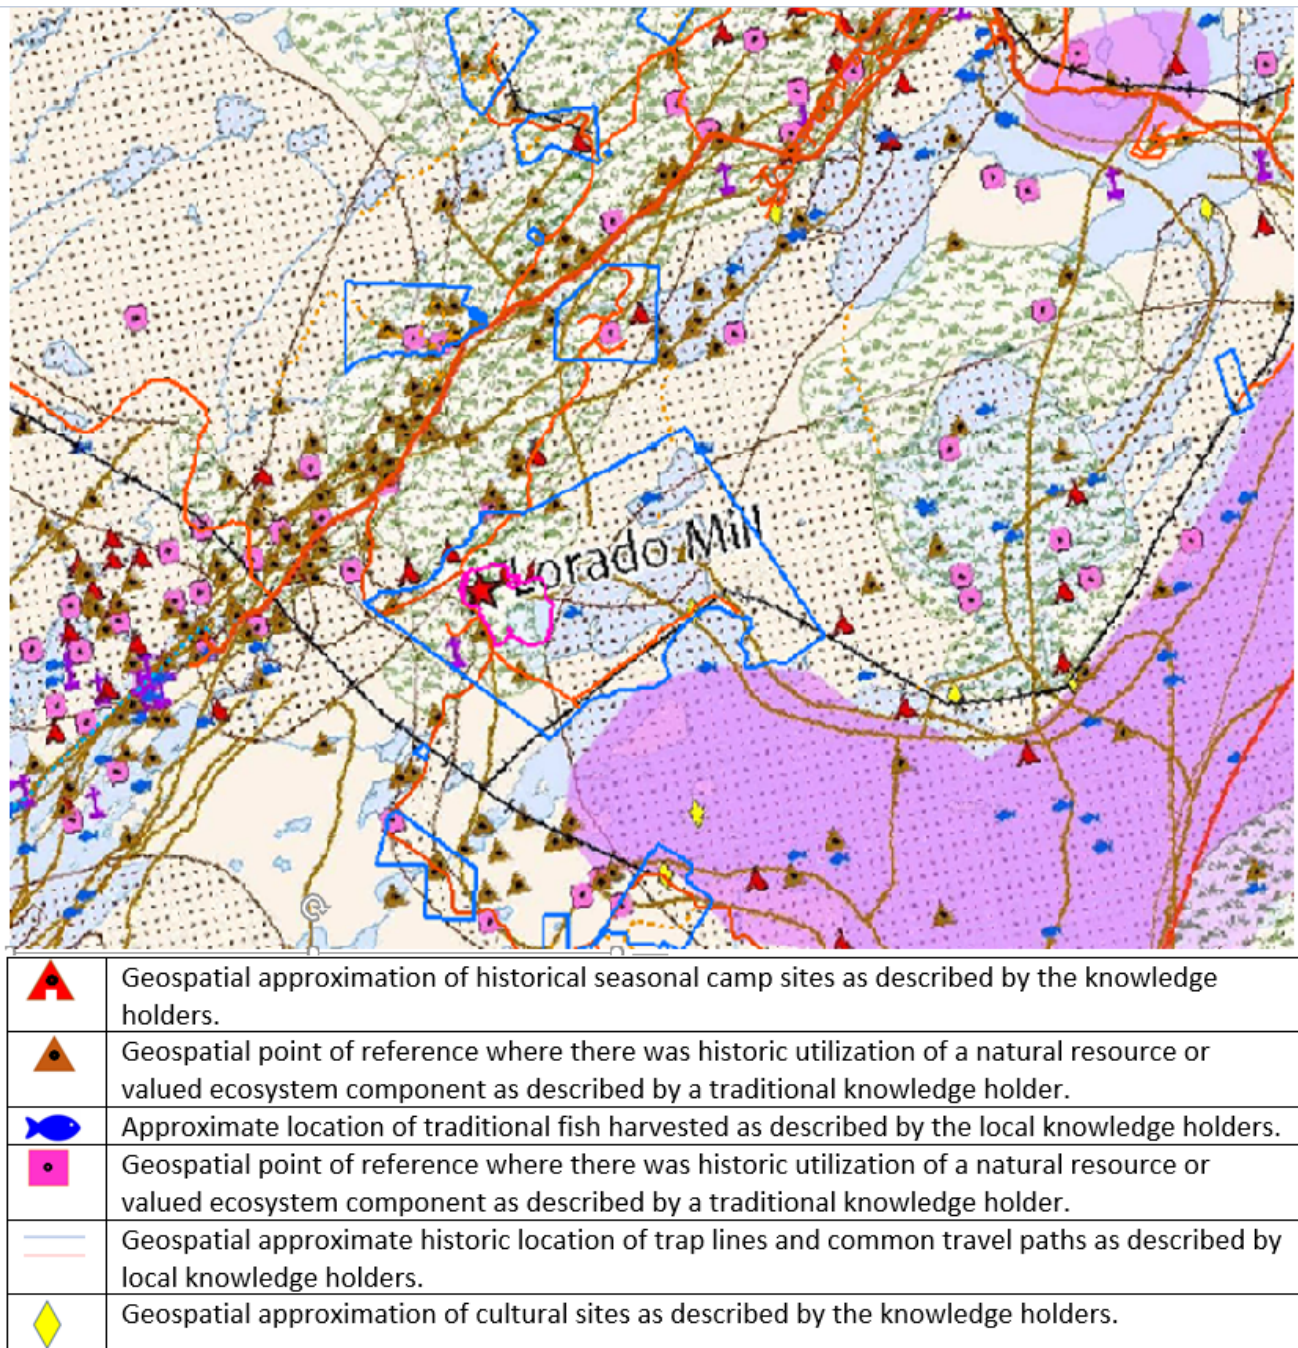 Lorado Mill
Geospatial approximation of historical seasonal camp sites as described by the knowledge
holders.
Geospatial point of reference where there was historic utilization of a natural resource or
valued ecosystem component as described by a traditional knowledge holder.
Approximate location of traditional fish harvested as described by the local knowledge holders.
Geospatial point of reference where there was historic utilization of a natural resource or
valued ecosystem component as described by a traditional knowledge holder.
Geospatial approximate historic location of trap lines and common travel paths as described by
local knowledge holders.
Geospatial approximation of cultural sites as described by the knowledge holders.